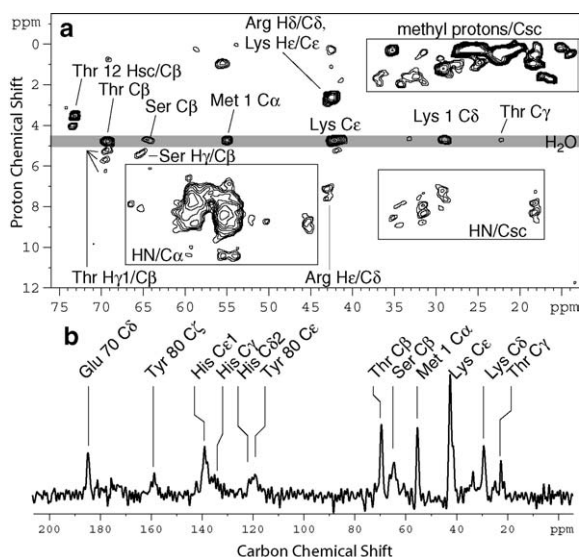 ppm
a
Arg Hδ/Cδ,
Lys Hε/Cε
methyl protons/Csc
Thr 12 Hsc/Cβ
Thr Cβ
Ser Cβ
Met 1 Cα
Lys Cε
Lys 1 Cδ
Thr Cγ
H₂O
Ser Hγ/Cβ
HN/Cα
HN/Csc
Thr Hγ1/Cβ
Arg Hε/Cδ
Proton Chemical Shift
0
2
4
6
8
10
12
75 70 65 60 55 50 45 40 35 30 25 20 ppm
b
Glu 70 Cδ
Tyr 80 Cζ
His Cε1
His Cγ
His Cδ2
Tyr 80 Cε
Thr Cβ
Ser Cβ
Met 1 Cα
Lys Cε
Lys Cδ
Thr Cγ
200 180 160 140 120 100 80 60 40 20 ppm
Carbon Chemical Shift